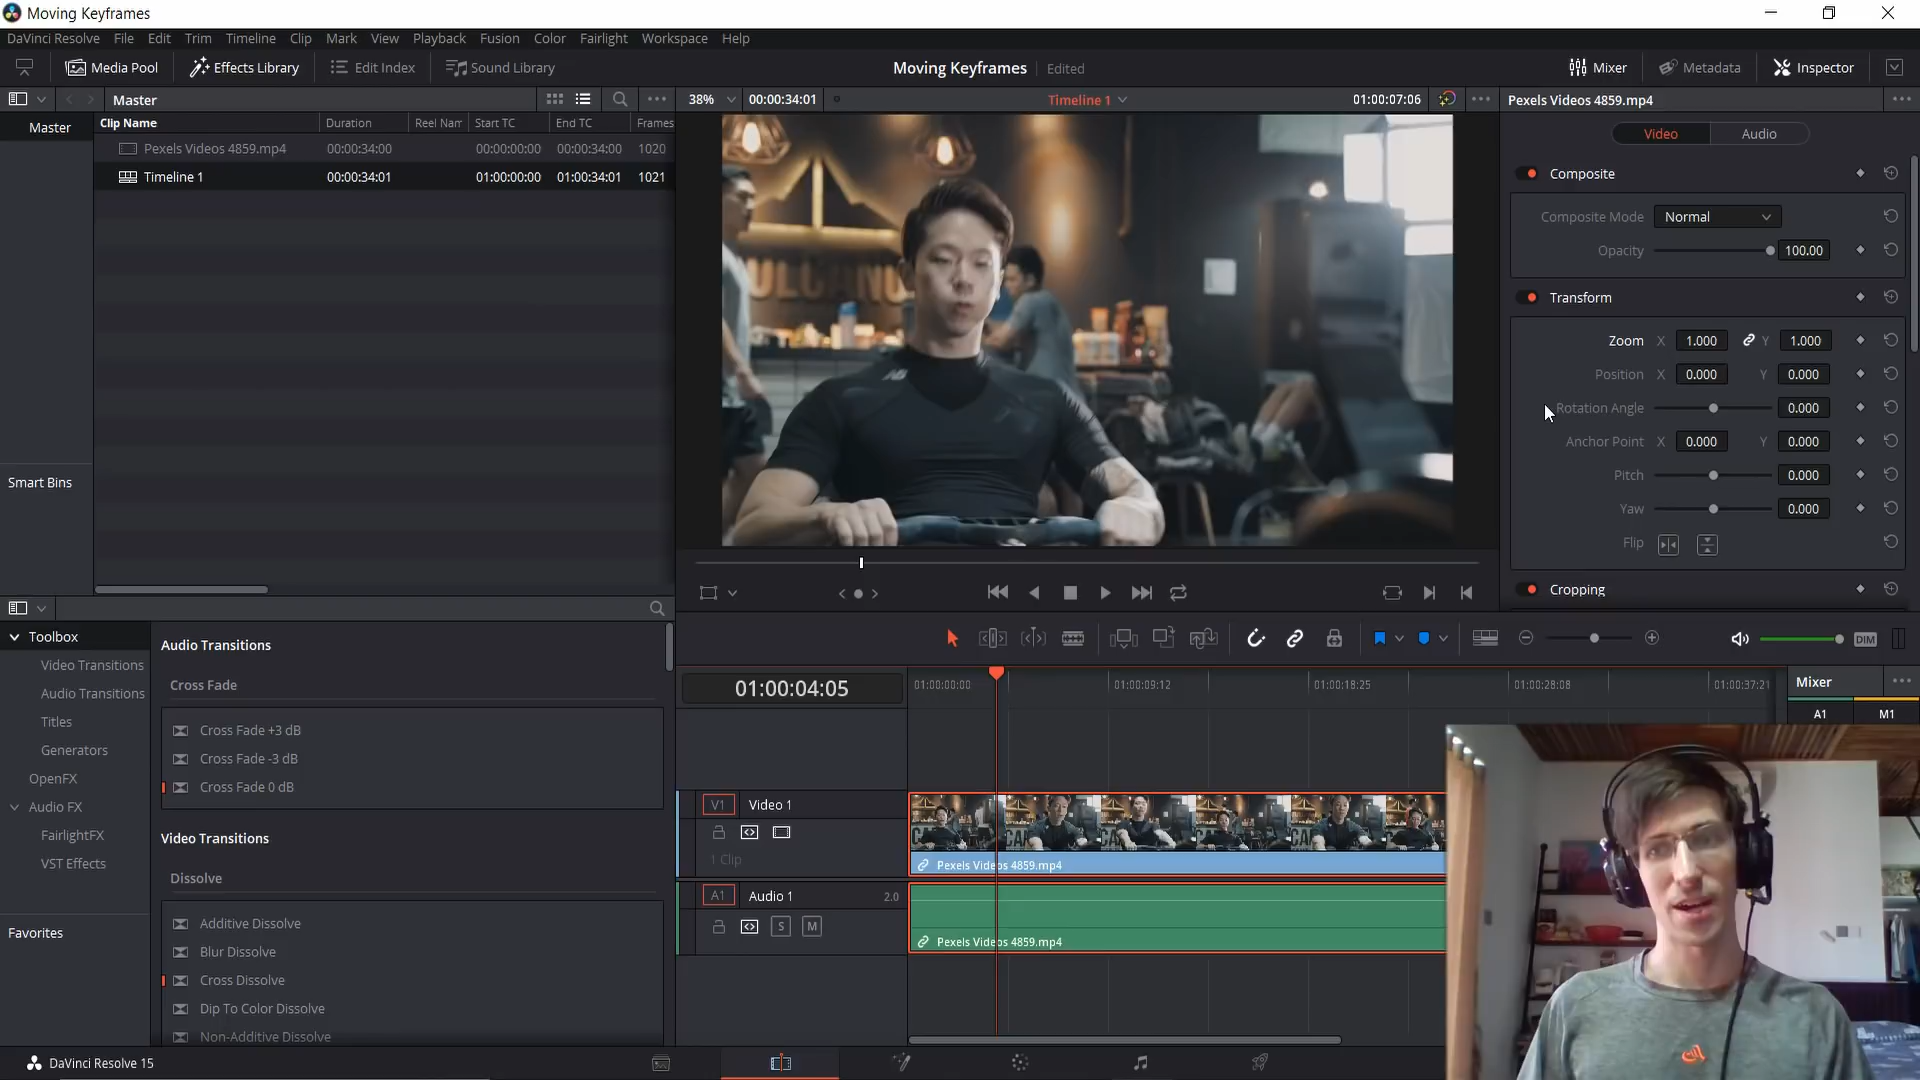 Moving Keyframes
DaVinci Resolve File Edit Trim Timeline Clip Mark View Playback Fusion Color Fairlight Workspace Help
Media Pool Effects Library Edit Index Sound Library Moving Keyframes Edited Mixer Metadata Inspector
Master 38% 00:00:34:01 Timeline 1 01:00:07:06 Pexels Videos 4859.mp4
Master Clip Name Duration Reel Nam Start TC End TC Frames
Video Audio
Pexels Videos 4859.mp4 00:00:34:00 00:00:00:00 00:00:34:00 1020
Timeline 1 00:00:34:01 01:00:00:00 01:00:34:01 1021
Composite
Composite Mode Normal
Opacity 100.00
Transform
Zoom X 1.000 Y 1.000
Position X 0.000 Y 0.000
Rotation Angle 0.000
Anchor Point X 0.000 Y 0.000
Pitch 0.000
Yaw 0.000
Flip
Cropping
Smart Bins
Toolbox
Video Transitions
Audio Transitions
Titles
Generators
OpenFX
Audio FX
FairlightFX
VST Effects
Favorites
Audio Transitions
Cross Fade
Cross Fade +3 dB
Cross Fade -3 dB
Cross Fade 0 dB
Video Transitions
Dissolve
Additive Dissolve
Blur Dissolve
Cross Dissolve
Dip To Color Dissolve
Non-Additive Dissolve
DIM
01:00:04:05 01:00:00:00 01:00:09:12 01:00:18:25 01:00:28:08 01:00:37:21 Mixer
A1 M1
V1 Video 1
1 Clip
Pexels Videos 4859.mp4
A1 Audio 1 2.0
S M
Pexels Videos 4859.mp4
DaVinci Resolve 15